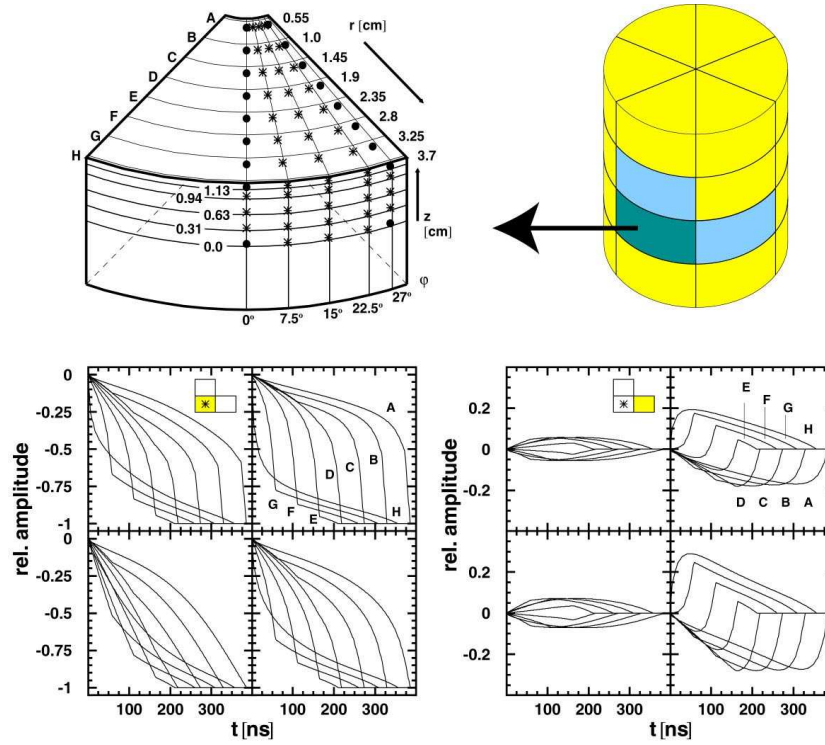 A
B
C
D
E
F
G
H
0.55
1.0
1.45
1.9
2.35
2.8
3.25
3.7
r [cm]
1.13
0.94
0.63
0.31
0.0
z
[cm]
φ
0°
7.5°
15°
22.5°
27°
rel. amplitude
0
-0.25
-0.5
-0.75
-1
A
B
C
D
E
F
G
H
0
-0.25
-0.5
-0.75
-1
100
200
300
100
200
300
t [ns]
rel. amplitude
0.2
0
-0.2
E
F
G
H
D
C
B
A
0.2
0
-0.2
100
200
300
100
200
300
t [ns]